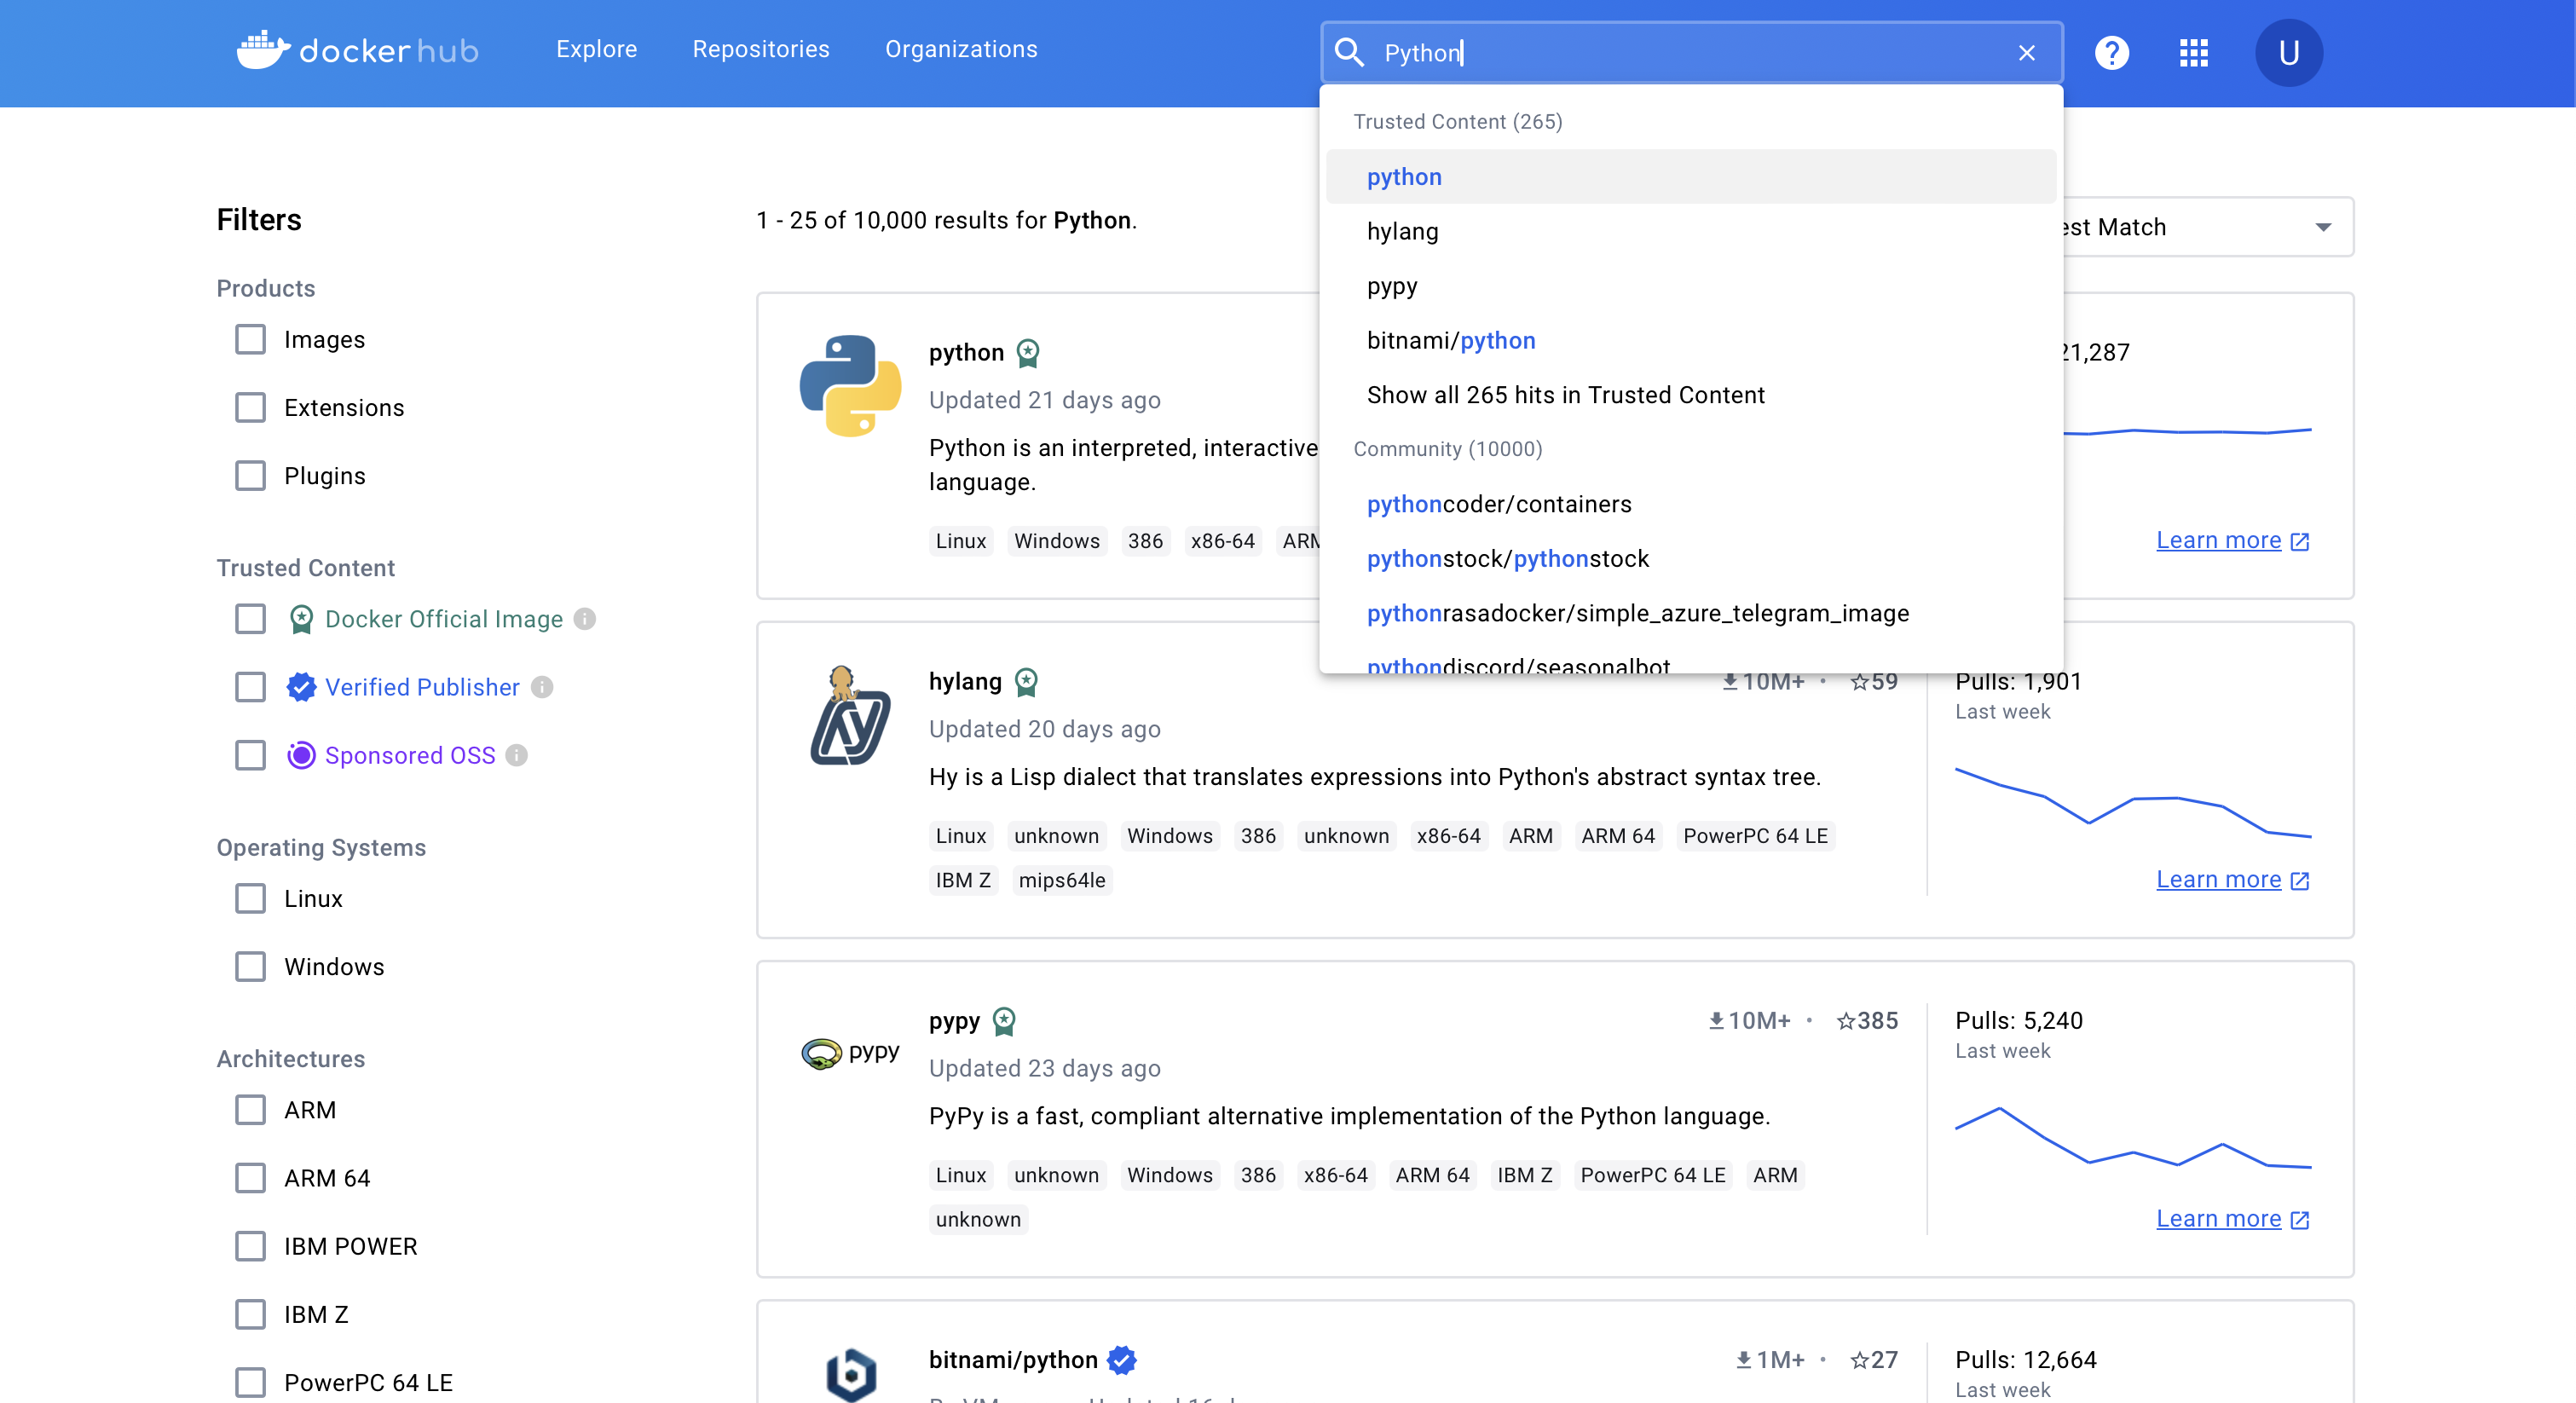 docker hub
Explore
Repositories
Organizations
Python
U
Trusted Content (265)
python
hylang
pypy
bitnami/python
Show all 265 hits in Trusted Content
Community (10000)
pythoncoder/containers
pythonstock/pythonstock
pythonrasadocker/simple_azure_telegram_image
pythondiscord/seasonalbot
Filters
Products
Images
Extensions
Plugins
Trusted Content
Docker Official Image
Verified Publisher
Sponsored OSS
Operating Systems
Linux
Windows
Architectures
ARM
ARM 64
IBM POWER
IBM Z
PowerPC 64 LE
1 - 25 of 10,000 results for Python.
Match
python
Updated 21 days ago
Python is an interpreted, interactive
language.
Linux Windows 386 x86-64
21,287
Learn more
hylang
Updated 20 days ago
Hy is a Lisp dialect that translates expressions into Python's abstract syntax tree.
Linux unknown Windows 386 unknown x86-64 ARM ARM 64 PowerPC 64 LE
IBM Z mips64le
10M+ • 59
Pulls: 1,901
Last week
Learn more
pypy
pypy
Updated 23 days ago
PyPy is a fast, compliant alternative implementation of the Python language.
Linux unknown Windows 386 x86-64 ARM 64 IBM Z PowerPC 64 LE ARM
unknown
10M+ • 385
Pulls: 5,240
Last week
Learn more
bitnami/python
1M+ • 27
Pulls: 12,664
Last week